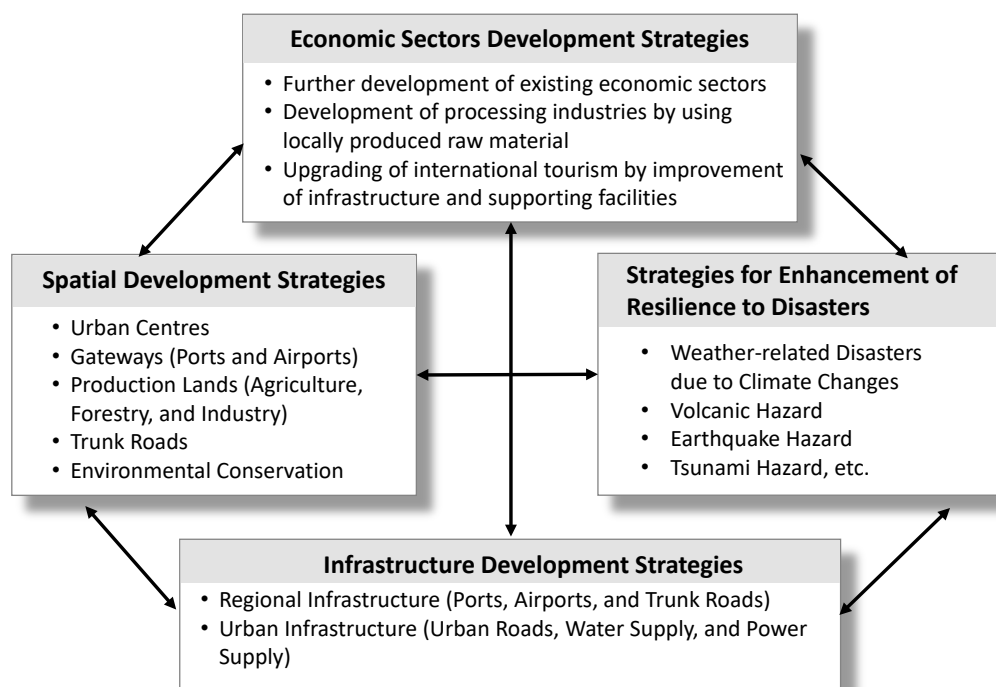 Economic Sectors Development Strategies
• Further development of existing economic sectors
• Development of processing industries by using
locally produced raw material
• Upgrading of international tourism by improvement
of infrastructure and supporting facilities
Spatial Development Strategies
• Urban Centres
• Gateways (Ports and Airports)
• Production Lands (Agriculture,
Forestry, and Industry)
• Trunk Roads
• Environmental Conservation
Strategies for Enhancement of
Resilience to Disasters
• Weather-related Disasters
due to Climate Changes
• Volcanic Hazard
• Earthquake Hazard
• Tsunami Hazard, etc.
Infrastructure Development Strategies
• Regional Infrastructure (Ports, Airports, and Trunk Roads)
• Urban Infrastructure (Urban Roads, Water Supply, and Power
Supply)